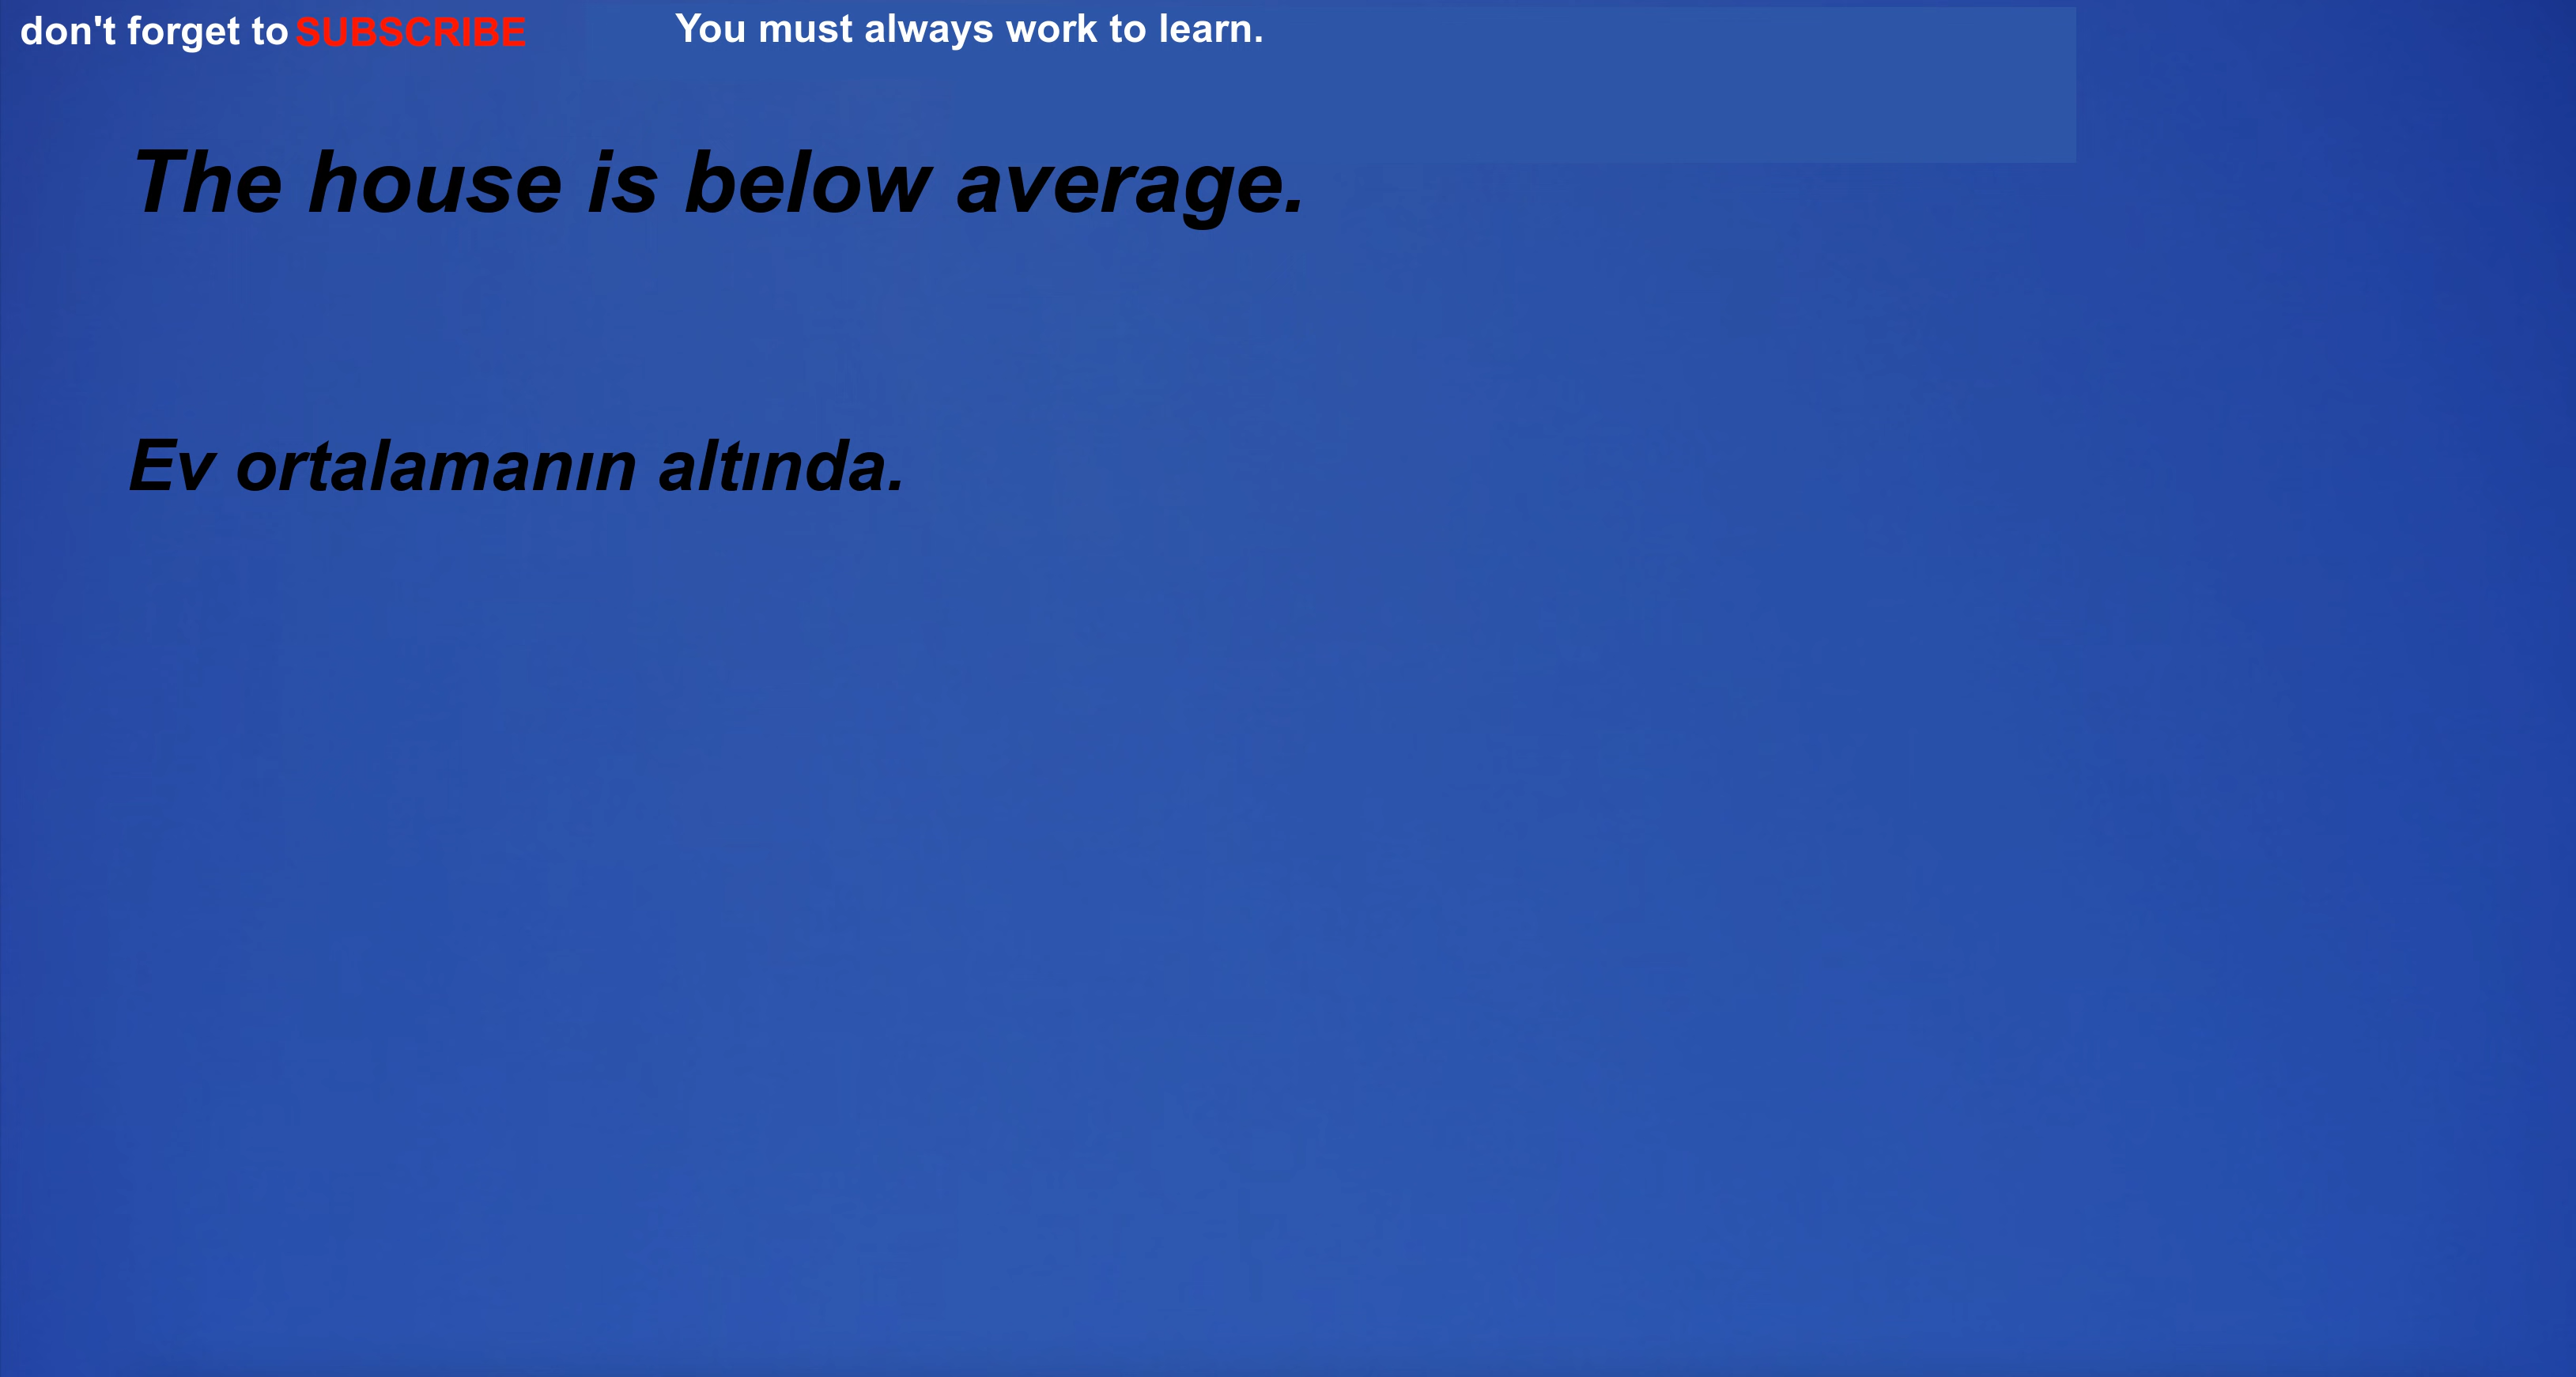 don't forget to SUBSCRIBE You must always work to learn.
The house is below average.
Ev ortalamanın altında.